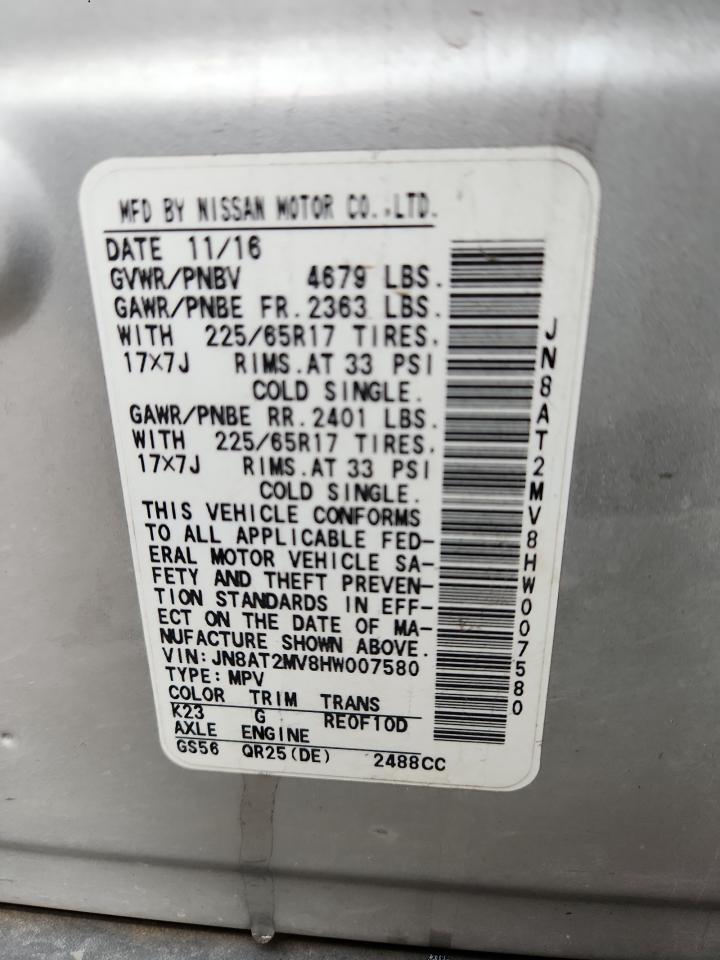 MFD BY NISSAN MOTOR CO.,LTD.
DATE 11/16
GVWR/PNBV 4679 LBS.
GAWR/PNBE FR.2363 LBS.
WITH 225/65R17 TIRES.
17×7J RIMS.AT 33 PSI
COLD SINGLE.
GAWR/PNBE RR.2401 LBS.
WITH 225/65R17 TIRES.
17×7J RIMS.AT 33 PSI
COLD SINGLE.
THIS VEHICLE CONFORMS
TO ALL APPLICABLE FED-
ERAL MOTOR VEHICLE SA-
FETY AND THEFT PREVEN-
TION STANDARDS IN EFF-
ECT ON THE DATE OF MA-
NUFACTURE SHOWN ABOVE.
VIN:JN8AT2MV8HW007580
TYPE:MPV
COLOR TRIM TRANS
K23 G RE0F10D
AXLE ENGINE
GS56 QR25(DE) 2488CC
JN8AT2MV8HW007580